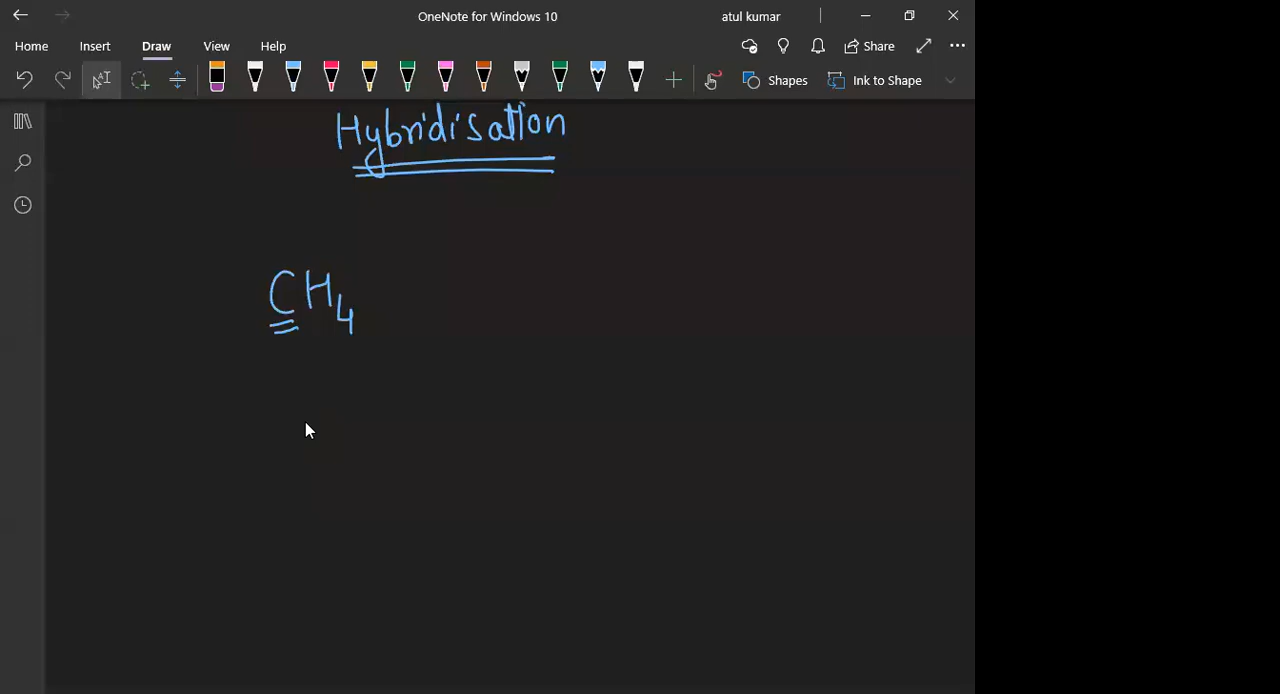 OneNote for Windows 10
atul kumar
Home Insert Draw View Help
Share
Shapes
Ink to Shape
Hybridisation
CH4